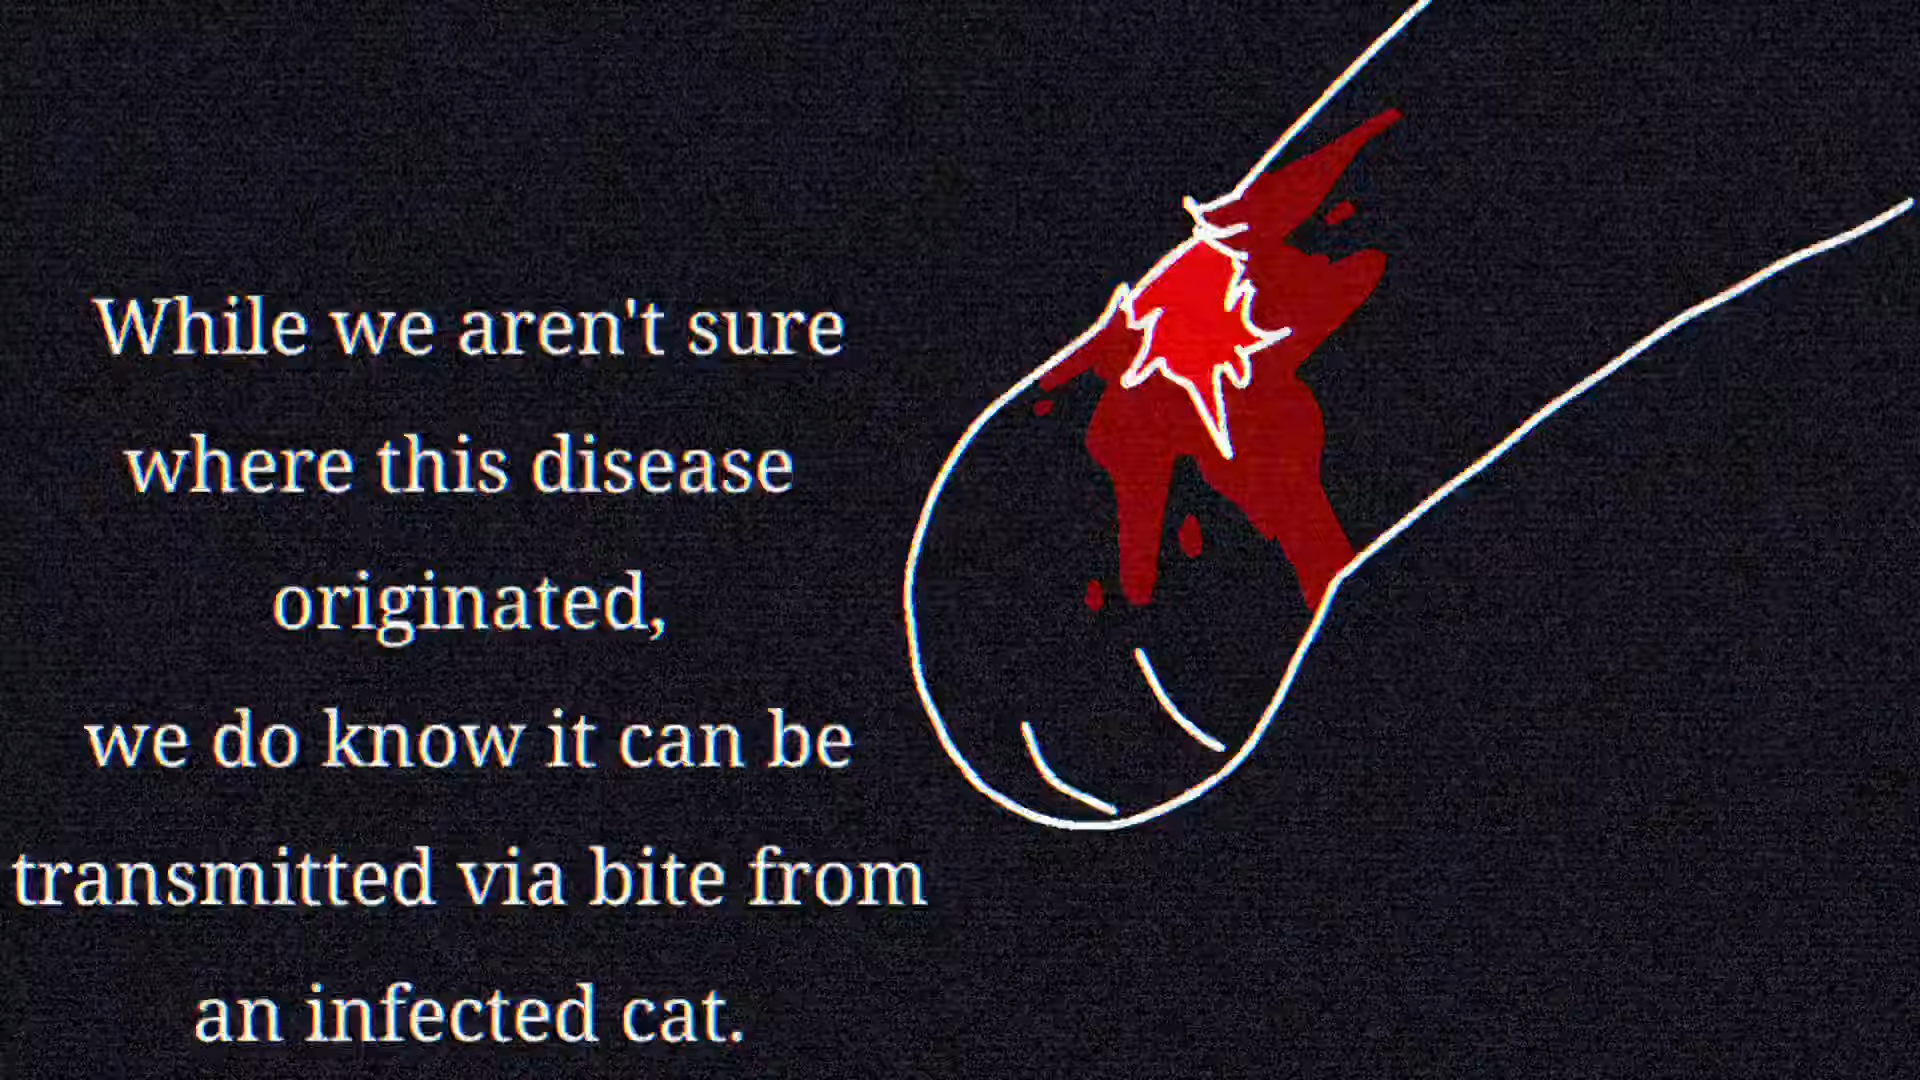 While we aren't sure
where this disease
originated,
we do know it can be
transmitted via bite from
an infected cat.